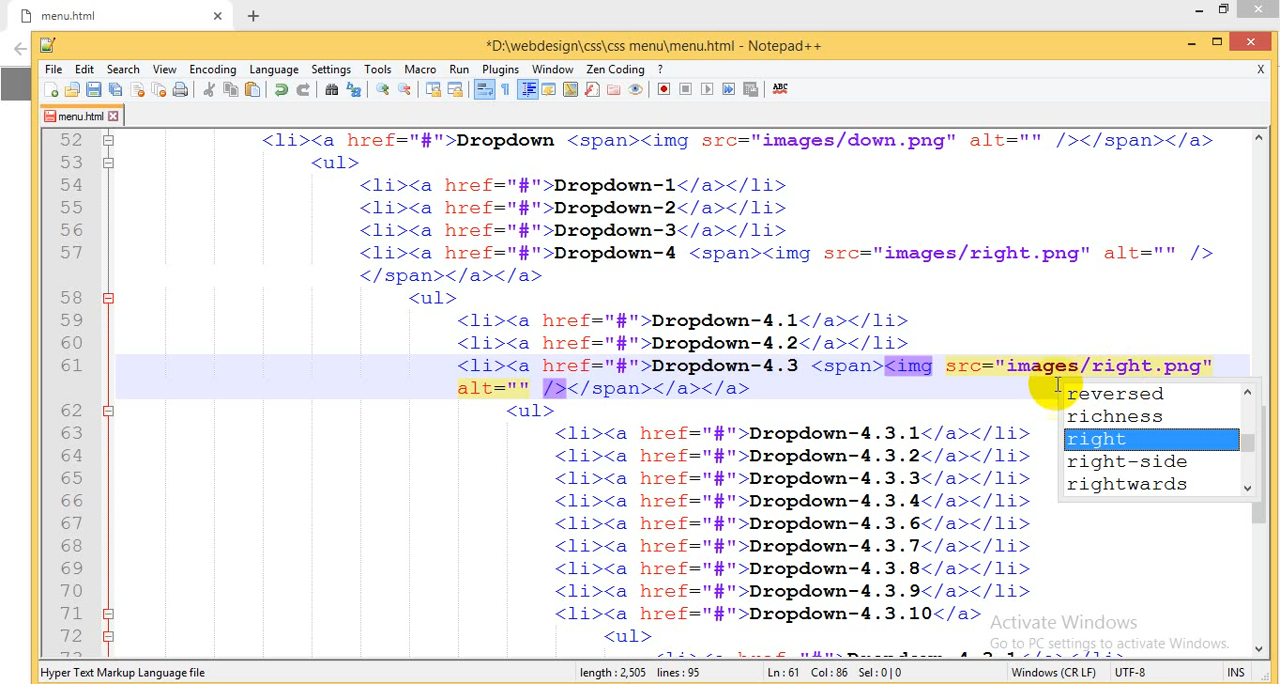 menu.html
*D:\webdesign\css\css menu\menu.html - Notepad++
File Edit Search View Encoding Language Settings Tools Macro Run Plugins Window Zen Coding ? X
ABC
menu.html
52 <li><a href="#">Dropdown <span><img src="images/down.png" alt="" /></span></a>
53 <ul>
54 <li><a href="#">Dropdown-1</a></li>
55 <li><a href="#">Dropdown-2</a></li>
56 <li><a href="#">Dropdown-3</a></li>
57 <li><a href="#">Dropdown-4 <span><img src="images/right.png" alt="" />
</span></a></a>
58 <ul>
59 <li><a href="#">Dropdown-4.1</a></li>
60 <li><a href="#">Dropdown-4.2</a></li>
61 <li><a href="#">Dropdown-4.3 <span><img src="images/right.png"
alt="" /></span></a></a>
reversed
richness
right
right-side
rightwards
62 <ul>
63 <li><a href="#">Dropdown-4.3.1</a></li>
64 <li><a href="#">Dropdown-4.3.2</a></li>
65 <li><a href="#">Dropdown-4.3.3</a></li>
66 <li><a href="#">Dropdown-4.3.4</a></li>
67 <li><a href="#">Dropdown-4.3.6</a></li>
68 <li><a href="#">Dropdown-4.3.7</a></li>
69 <li><a href="#">Dropdown-4.3.8</a></li>
70 <li><a href="#">Dropdown-4.3.9</a></li>
71 <li><a href="#">Dropdown-4.3.10</a>
72 <ul>
Activate Windows
Go to PC settings to activate Windows.
Hyper Text Markup Language file length : 2,505 lines : 95 Ln : 61 Col : 86 Sel : 0 | 0 Windows (CR LF) UTF-8 INS